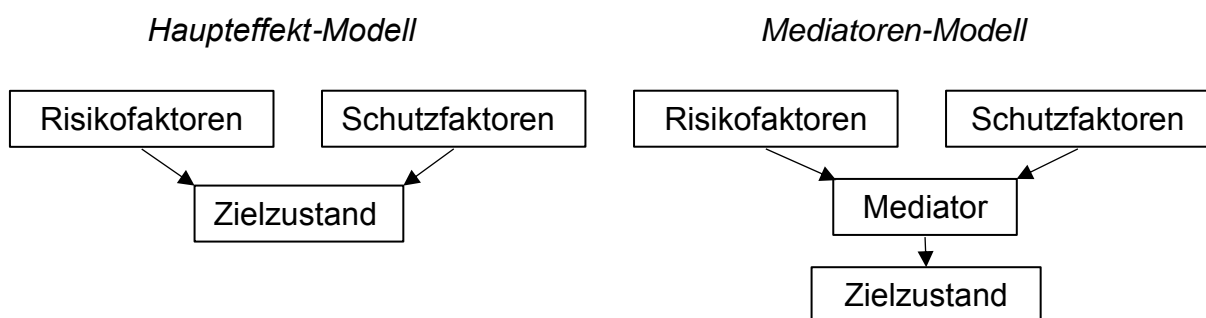 Haupteffekt-Modell
Risikofaktoren
Schutzfaktoren
Zielzustand
Mediatoren-Modell
Risikofaktoren
Schutzfaktoren
Mediator
Zielzustand